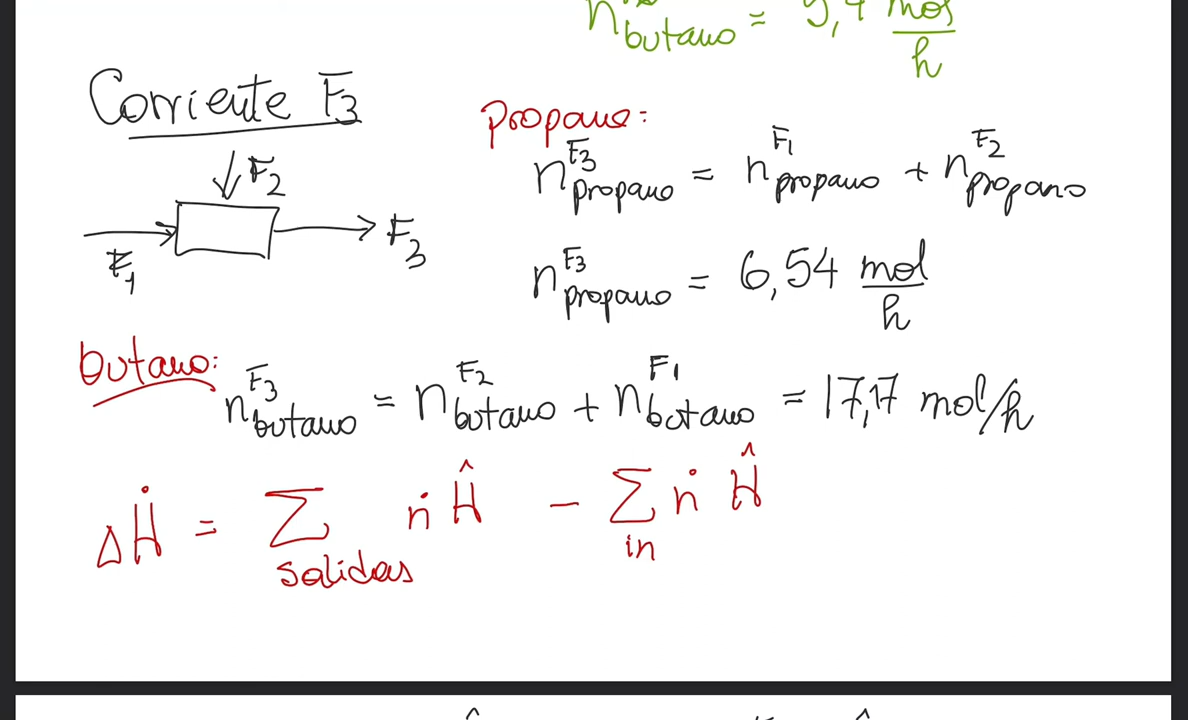 n butano = 5,4 mol/h
Corriente F3
Propano:
F2
F1
F3
n^F3 propano = n^F1 propano + n^F2 propano
n^F3 propano = 6,54 mol/h
butano:
n^F3 butano = n^F2 butano + n^F1 butano = 17,17 mol/h
ΔḢ = Σ salidas ṅ Ĥ - Σ in ṅ Ĥ